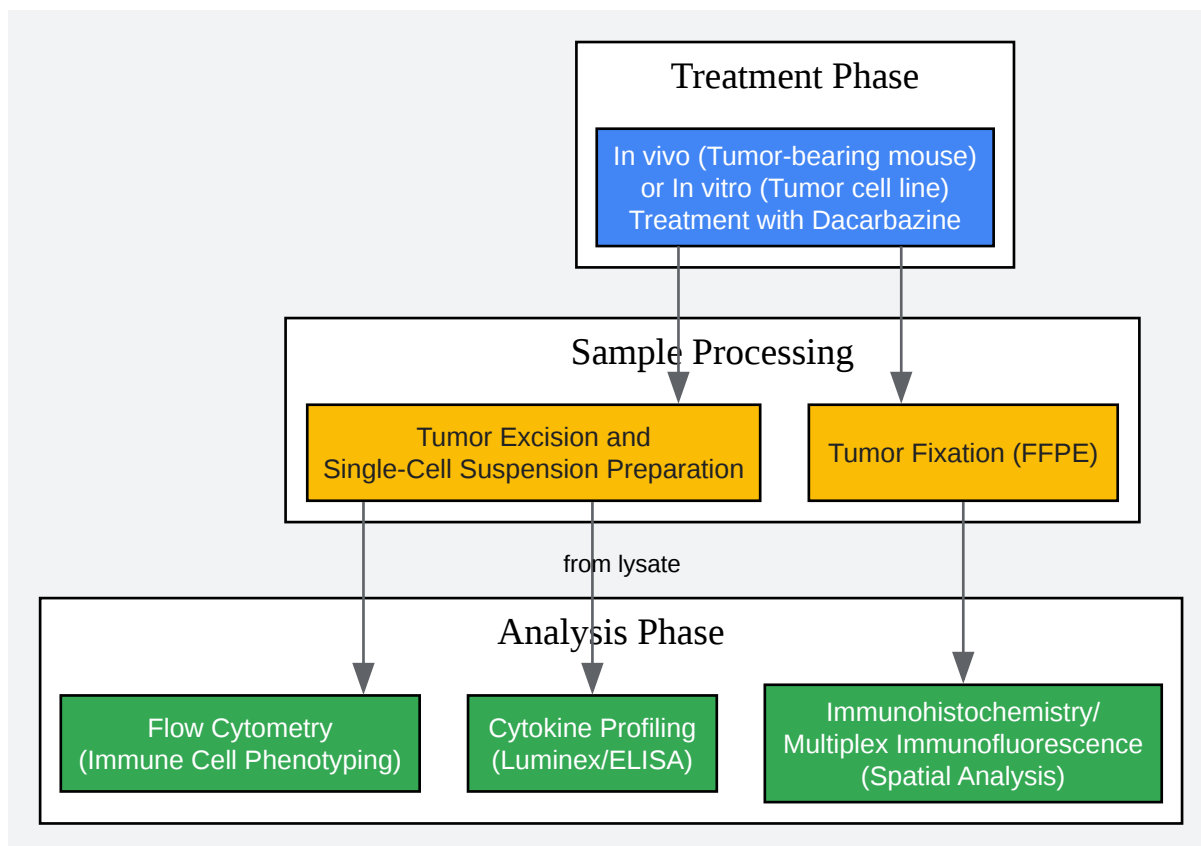 Treatment Phase
In vivo (Tumor-bearing mouse)
or In vitro (Tumor cell line)
Treatment with Dacarbazine
Sample Processing
Tumor Excision and
Single-Cell Suspension Preparation
Tumor Fixation (FFPE)
from lysate
Analysis Phase
Flow Cytometry
(Immune Cell Phenotyping)
Cytokine Profiling
(Luminex/ELISA)
Immunohistochemistry/
Multiplex Immunofluorescence
(Spatial Analysis)